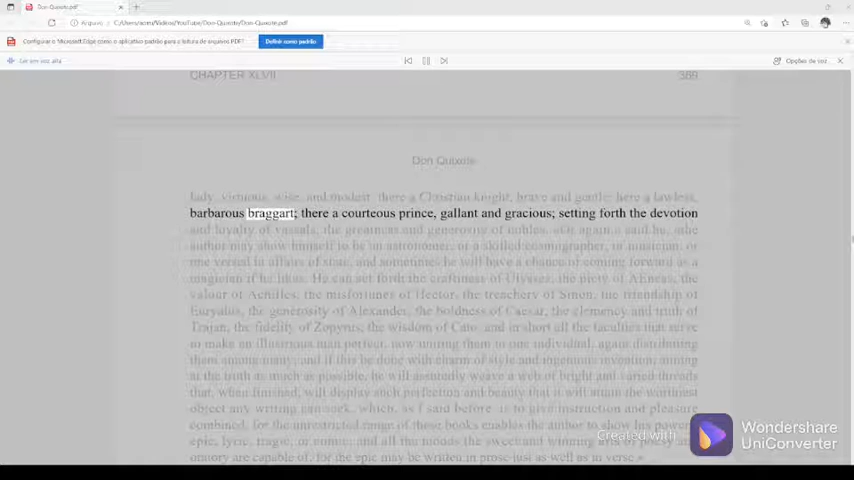 Don-Quixote.pdf
Arquivo C:/Users/ / /Videos/YouTube/Don-Quixote/Don-Quixote.pdf
Configurar o Microsoft Edge como o aplicativo padrão para a leitura de arquivos PDF? Definir como padrão
Ler em voz alta Opções de voz
CHAPTER XLVII 369
Don Quixote
lady, virtuous, wise, and modest; there a Christian knight, brave and gentle; here a lawless,
barbarous braggart; there a courteous prince, gallant and gracious; setting forth the devotion
and loyalty of vassals, the greatness and generosity of nobles. «Or again,» said he, «the
author may show himself to be an astronomer, or a skilled cosmographer, or musician, or
one versed in affairs of state, and sometimes he will have a chance of coming forward as a
magician if he likes. He can set forth the craftiness of Ulysses, the piety of Æneas, the
valour of Achilles, the misfortunes of Hector, the treachery of Sinon, the friendship of
Euryalus, the generosity of Alexander, the boldness of Caesar, the clemency and truth of
Trajan, the fidelity of Zopyrus, the wisdom of Cato, and in short all the faculties that serve
to make an illustrious man perfect, now uniting them in one individual, again distributing
them among many; and if this be done with charm of style and ingenious invention, aiming
at the truth as much as possible, he will assuredly weave a web of bright and varied threads
that, when finished, will display such perfection and beauty that it will attain the worthiest
object any writing can seek, which, as I said before, is to give instruction and pleasure
combined; for the unrestricted range of these books enables the author to show his powers,
epic, lyric, tragic, or comic, and all the moods the sweet and winning arts of poesy and
oratory are capable of; for the epic may be written in prose just as well as in verse.»
Created with Wondershare
UniConverter